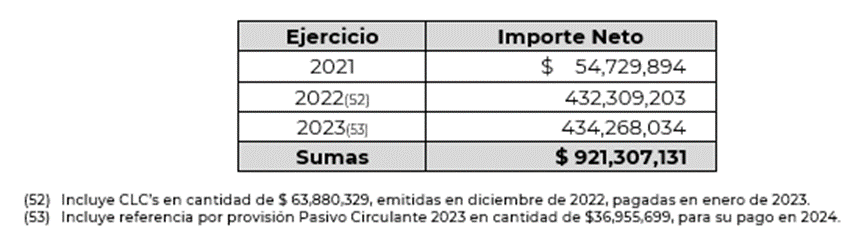 Ejercicio Importe Neto
2021 $ 54,729,894
2022(52) 432,309,203
2023(53) 434,268,034
Sumas $ 921,307,131
(52) Incluye CLC's en cantidad de $ 63,880,329, emitidas en diciembre de 2022, pagadas en enero de 2023.
(53) Incluye referencia por provisión Pasivo Circulante 2023 en cantidad de $36,955,699, para su pago en 2024.